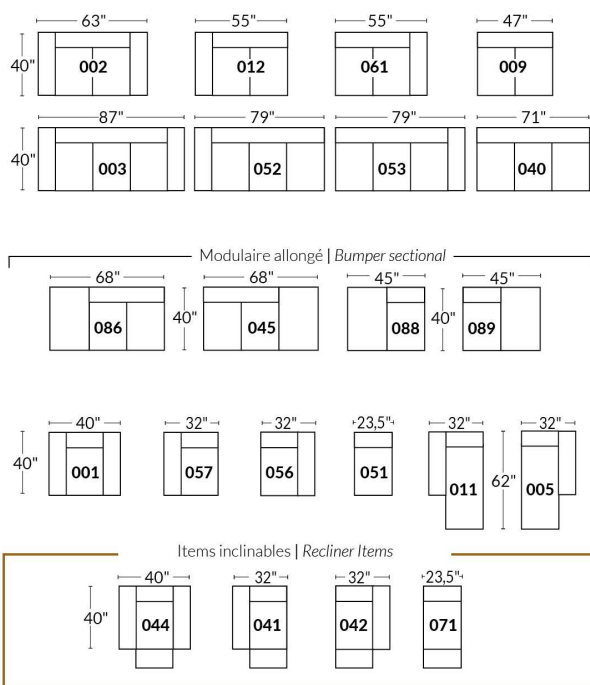 63" 55" 55" 47"
40" 002 012 061 009
87" 79" 79" 71"
40" 003 052 053 040
Modulaire allongé | Bumper sectional
68" 68" 45" 45"
086 40" 045 088 40" 089
40" 32" 32" 23,5" 32" 32"
40" 001 057 056 051 011 62" 005
Items inclinables | Recliner Items
40" 32" 32" 23,5"
40" 044 041 042 071